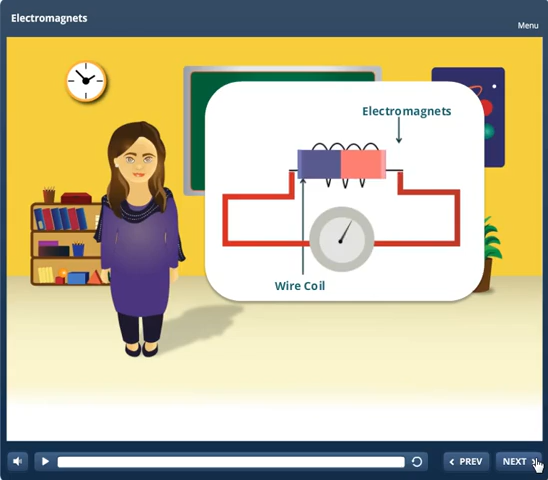 Electromagnets
Menu
Electromagnets
Wire Coil
PREV
NEXT